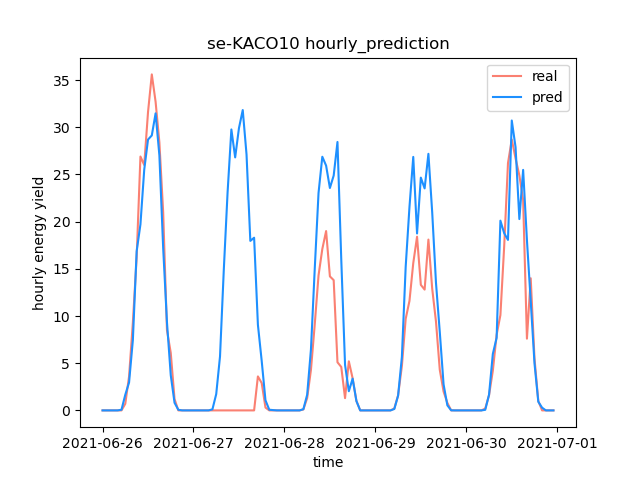 se-KACO10 hourly_prediction
real
pred
hourly energy yield
35
30
25
20
15
10
5
0
2021-06-26 2021-06-27 2021-06-28 2021-06-29 2021-06-30 2021-07-01
time